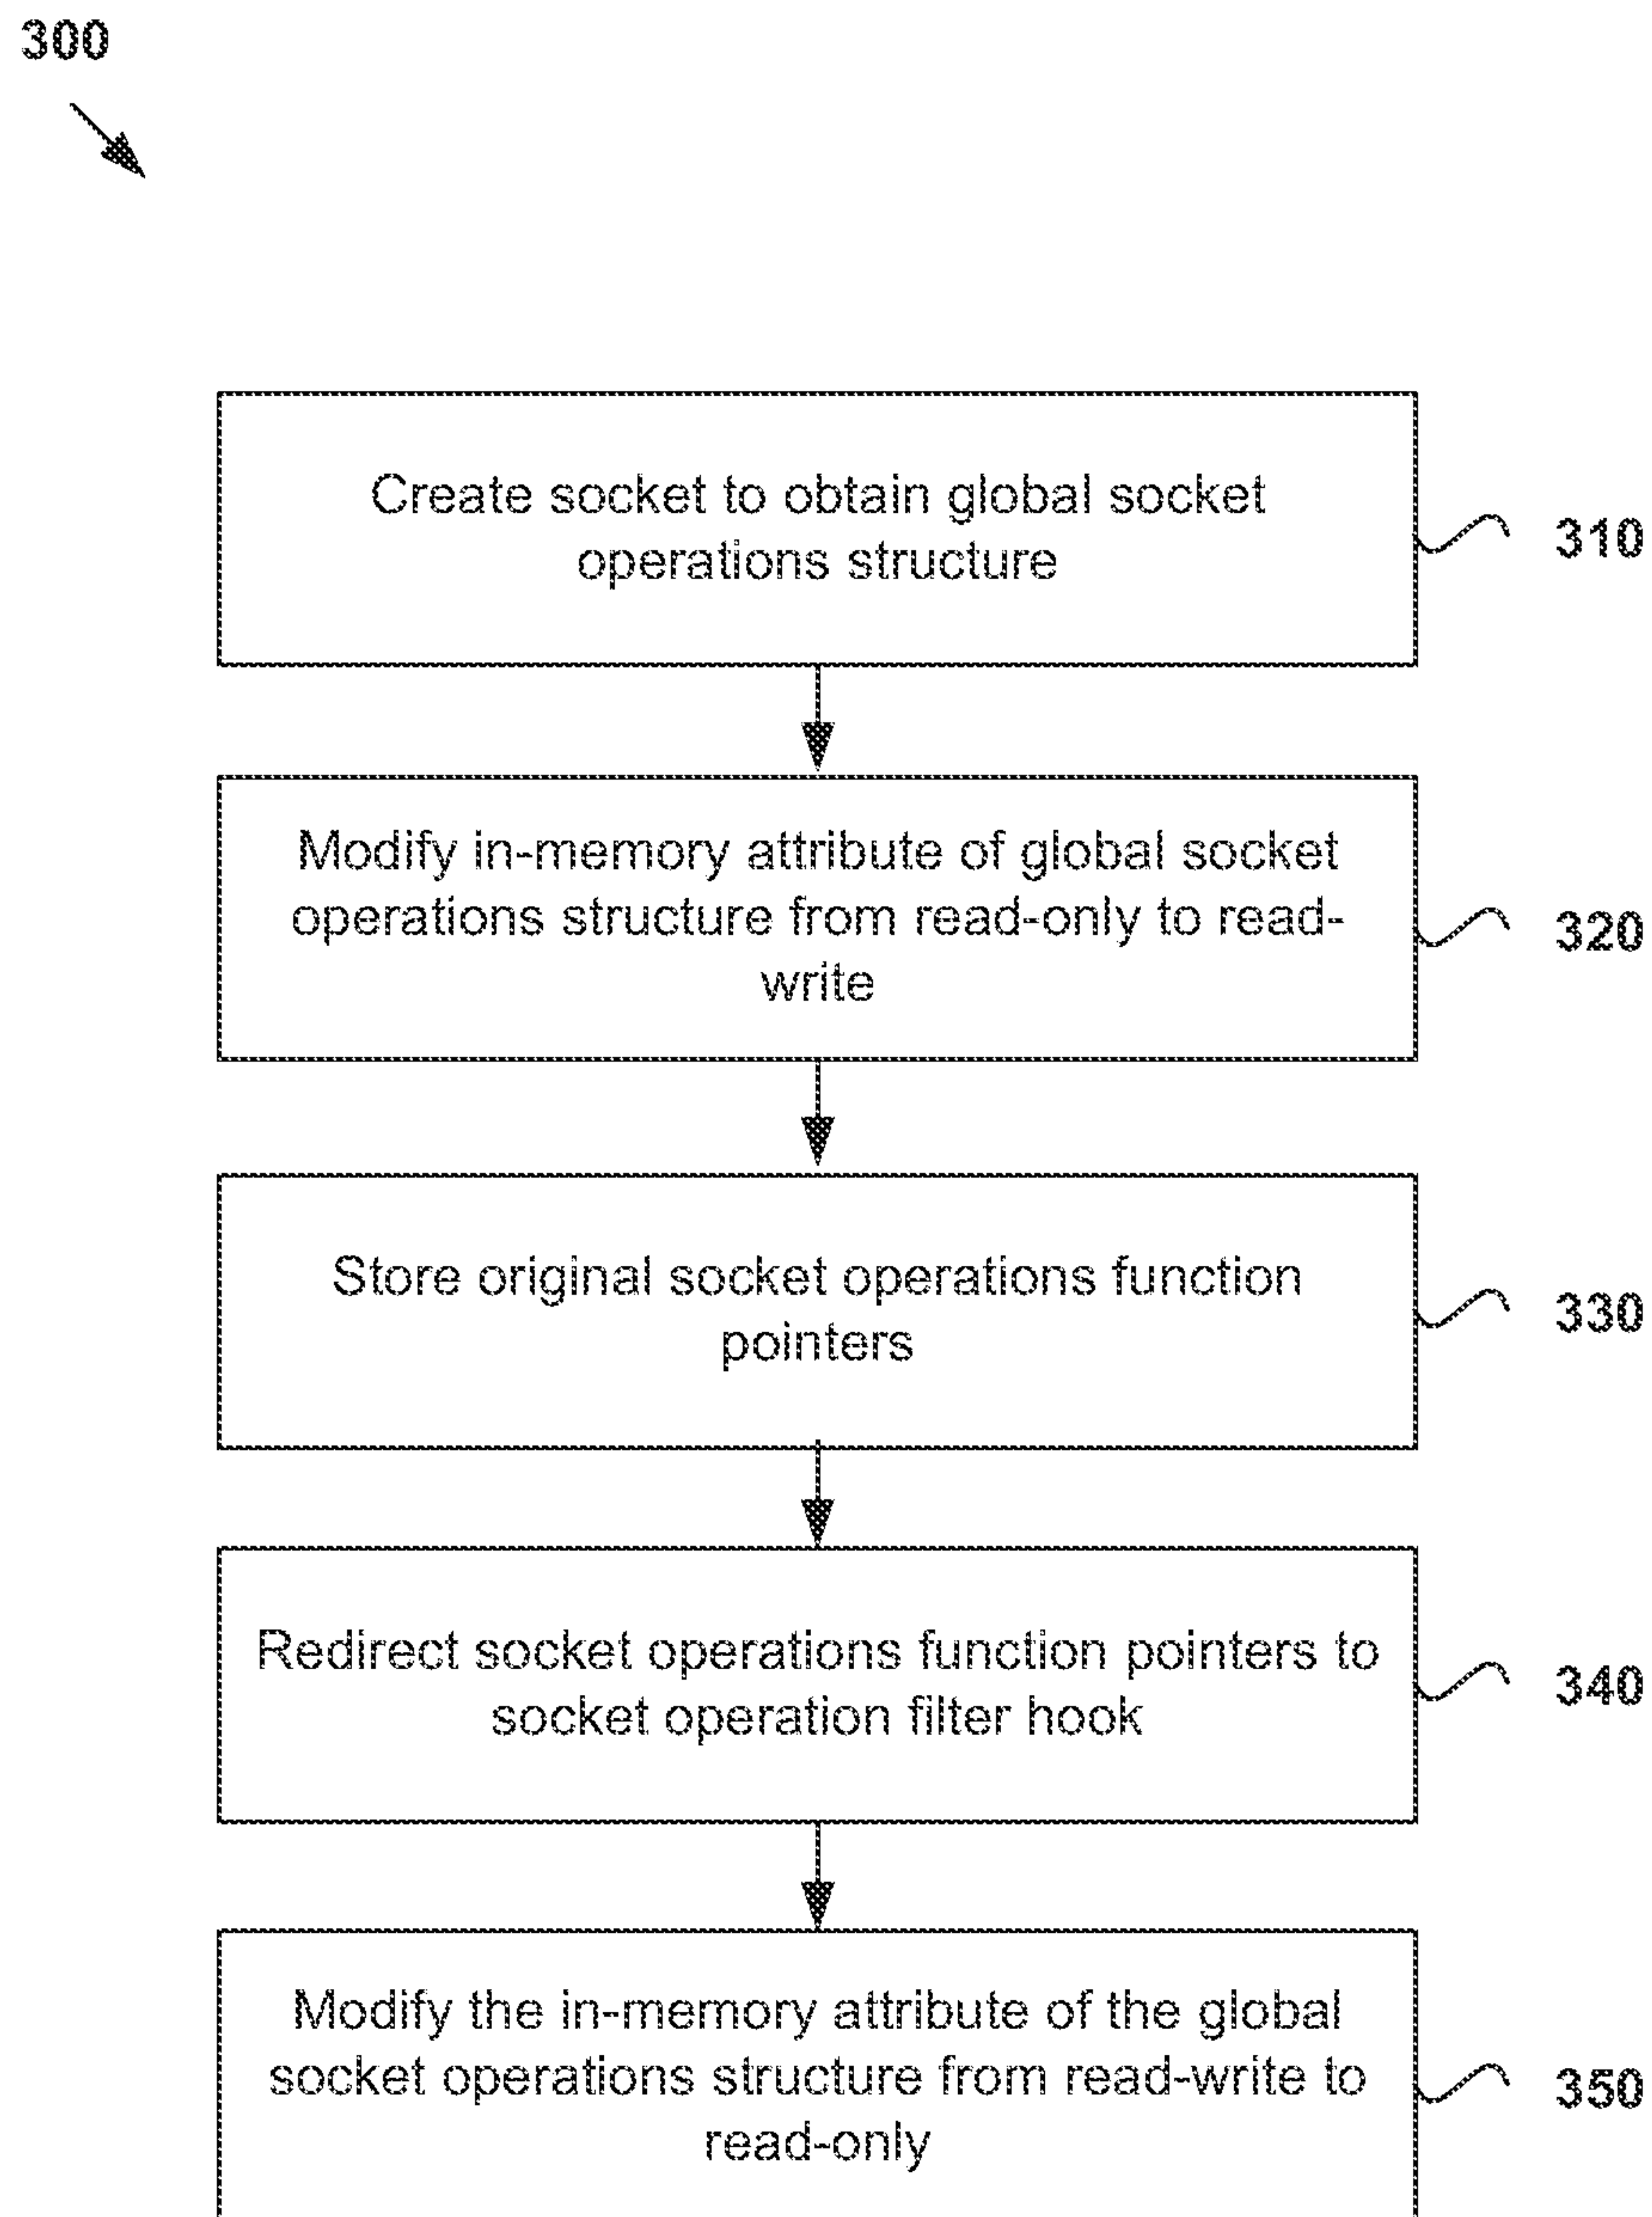 300
Create socket to obtain global socket
operations structure
310
Modify in-memory attribute of global socket
operations structure from read-only to read-
write
320
Store original socket operations function
pointers
330
Redirect socket operations function pointers to
socket operation filter hook
340
Modify the in-memory attribute of the global
socket operations structure from read-write to
read-only
350